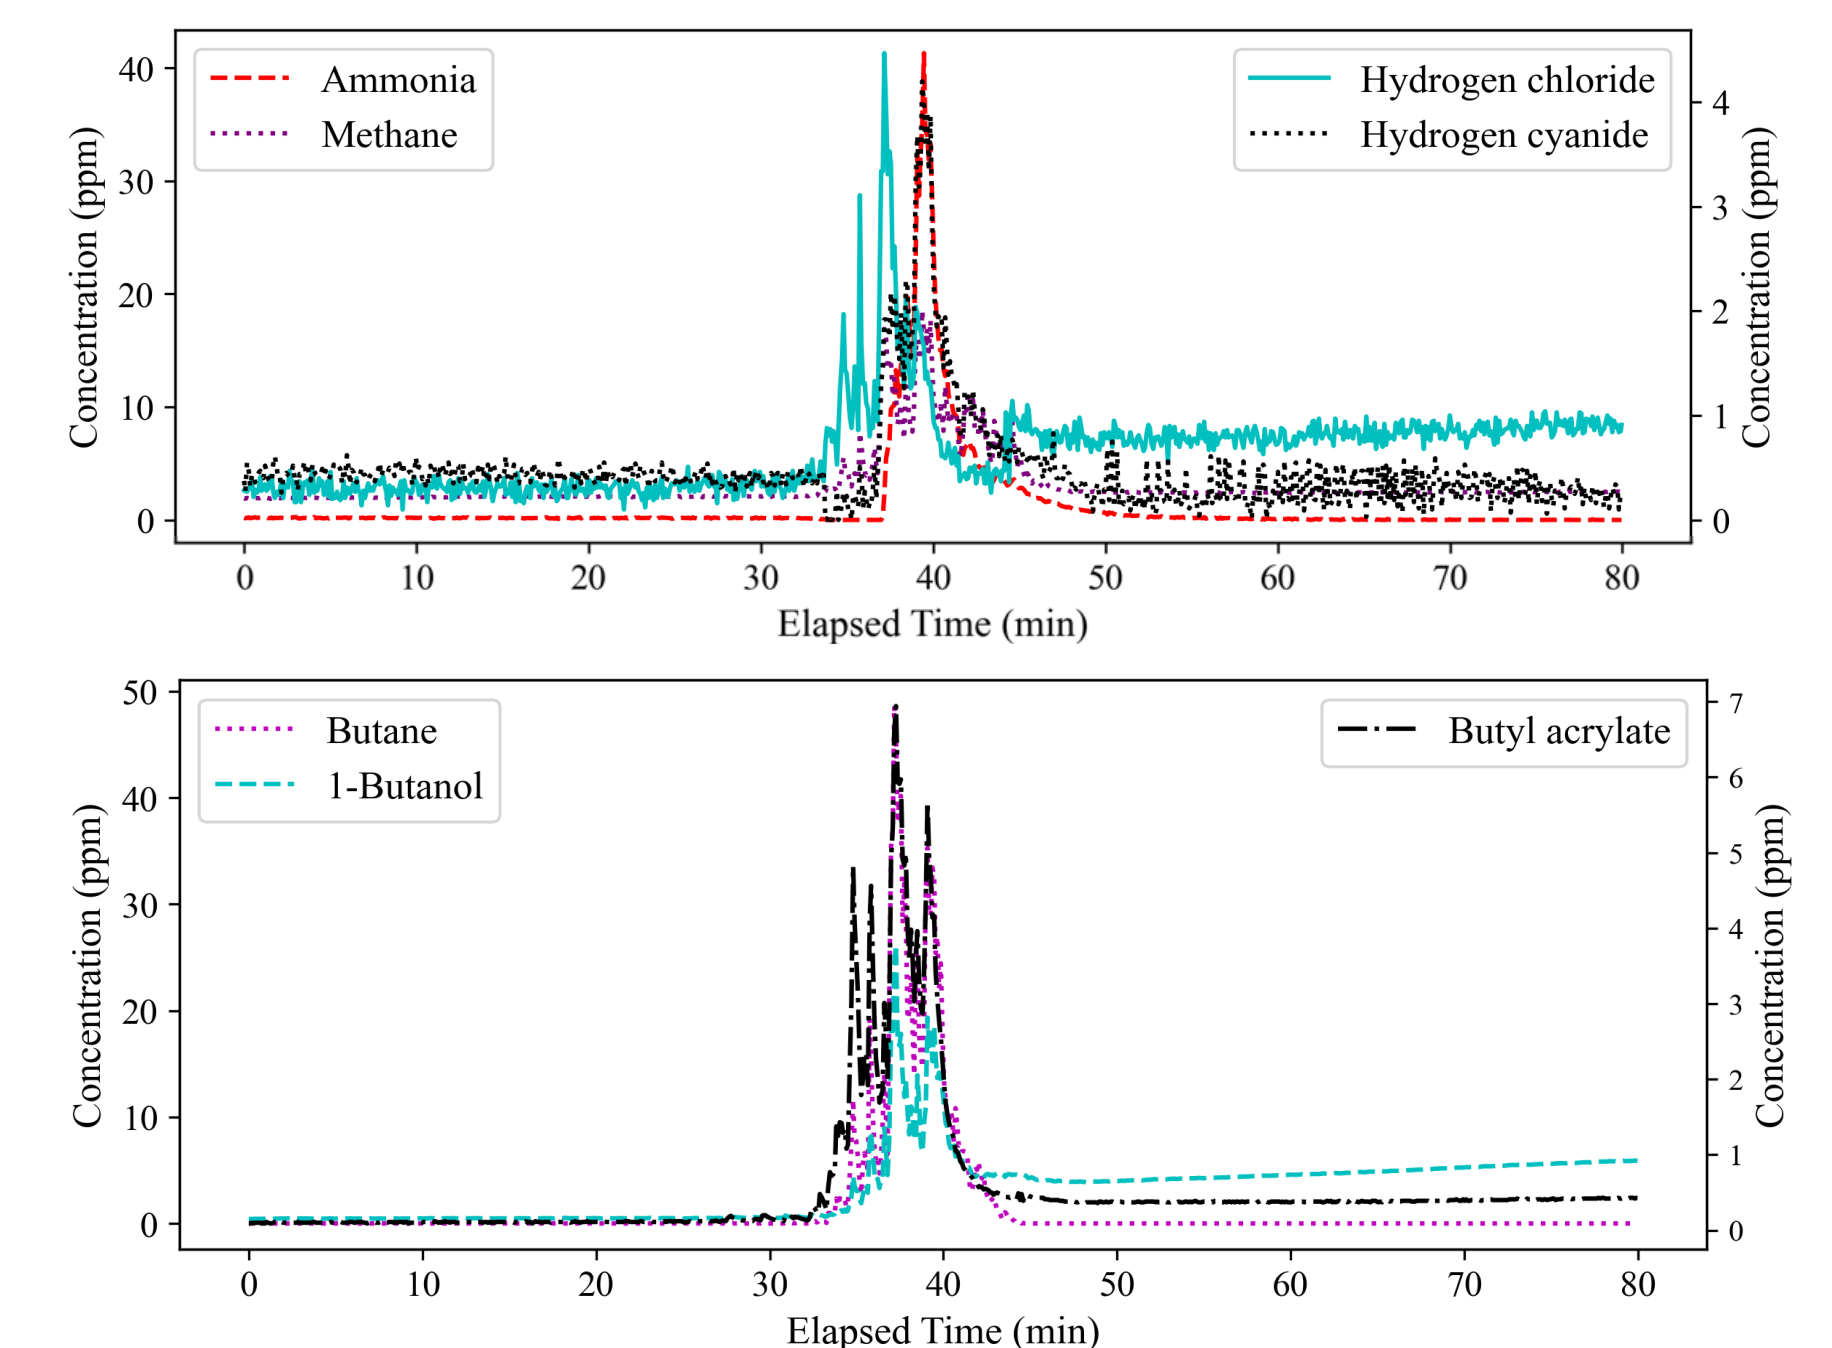 Ammonia
Methane
Hydrogen chloride
Hydrogen cyanide
40
30
20
10
0
4
3
2
1
0
Concentration (ppm)
Concentration (ppm)
0 10 20 30 40 50 60 70 80
Elapsed Time (min)
Butane
1-Butanol
Butyl acrylate
50
40
30
20
10
0
7
6
5
4
3
2
1
0
Concentration (ppm)
Concentration (ppm)
0 10 20 30 40 50 60 70 80
Elapsed Time (min)